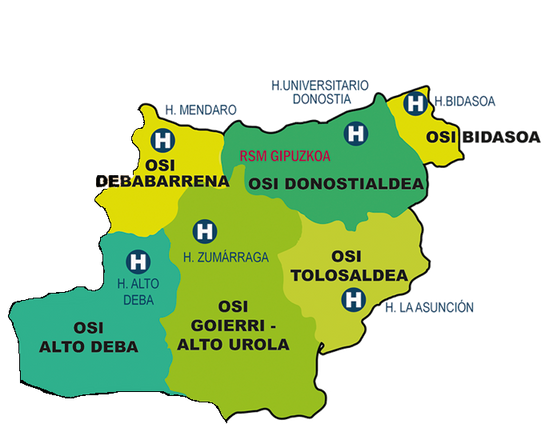 H.UNIVERSITARIO
DONOSTIA
H
H.BIDASOA
H. MENDARO
H
H
OSI BIDASOA
OSI
DEBABARRENA
RSM GIPUZKOA
OSI DONOSTIALDEA
H
H. ZUMÁRRAGA
H
H. ALTO
DEBA
OSI
TOLOSALDEA
H
H. LA ASUNCIÓN
OSI
GOIERRI -
ALTO UROLA
OSI
ALTO DEBA